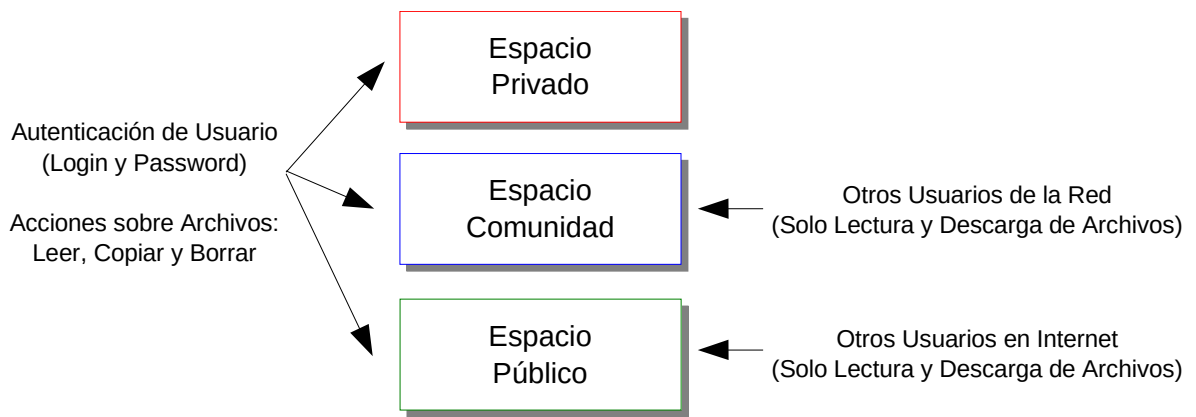 Espacio
Privado
Autenticación de Usuario
(Login y Password)
Acciones sobre Archivos:
Leer, Copiar y Borrar
Espacio
Comunidad
Otros Usuarios de la Red
(Solo Lectura y Descarga de Archivos)
Espacio
Público
Otros Usuarios en Internet
(Solo Lectura y Descarga de Archivos)